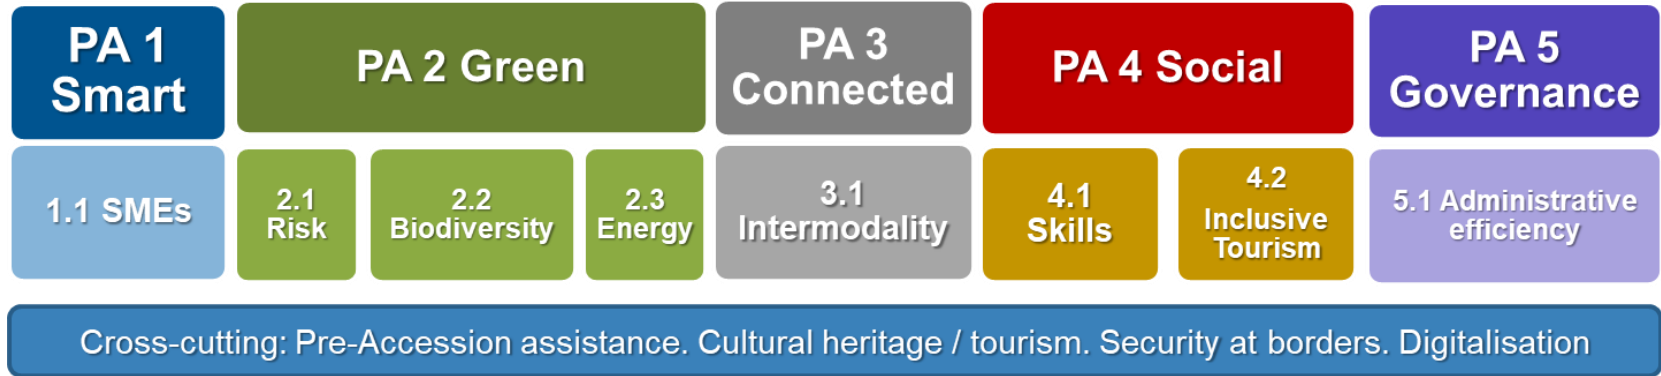 PA 1
Smart
PA 2 Green
PA 3
Connected
PA 4 Social
PA 5
Governance
1.1 SMEs
2.1
Risk
2.2
Biodiversity
2.3
Energy
3.1
Intermodality
4.1
Skills
4.2
Inclusive
Tourism
5.1 Administrative
efficiency
Cross-cutting: Pre-Accession assistance. Cultural heritage / tourism. Security at borders. Digitalisation